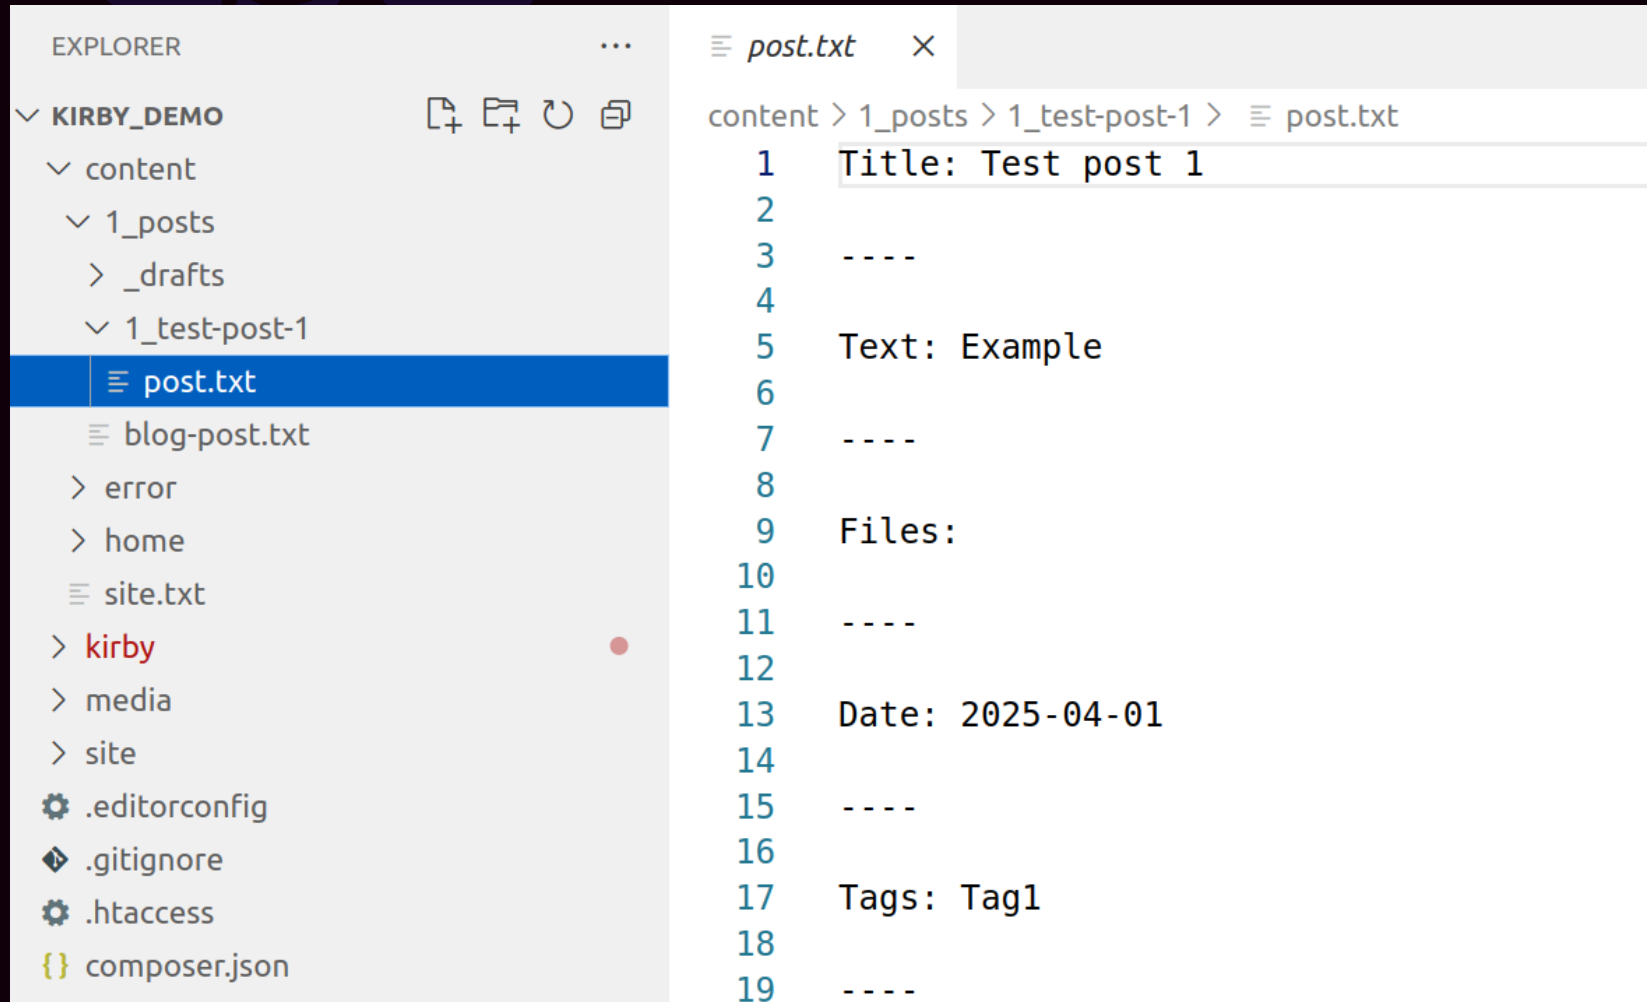 EXPLORER
KIRBY_DEMO
content
1_posts
_drafts
1_test-post-1
post.txt
blog-post.txt
error
home
site.txt
kirby
media
site
.editorconfig
.gitignore
.htaccess
{} composer.json
post.txt
content > 1_posts > 1_test-post-1 > post.txt
1 Title: Test post 1
2
3 ----
4
5 Text: Example
6
7 ----
8
9 Files:
10
11 ----
12
13 Date: 2025-04-01
14
15 ----
16
17 Tags: Tag1
18
19 ----